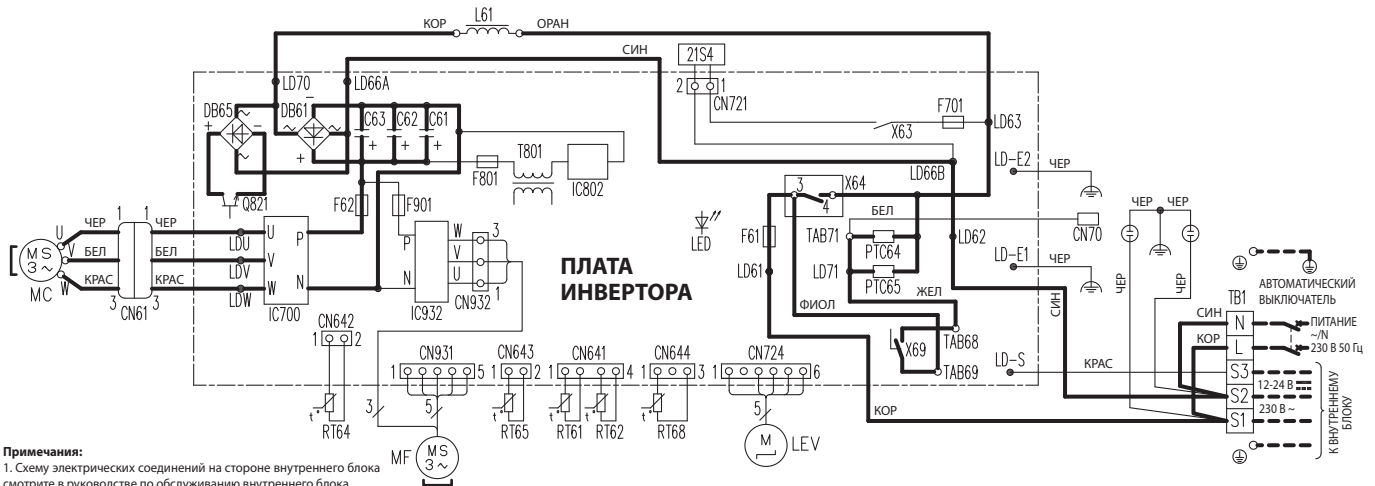 КОР
L61
ОРАН
СИН
21S4
2 1
CN721
LD70
LD66A
DB65
DB61
C63
C62
C61
F701
X63
LD63
T801
IC802
F801
LD66B
LD-E2
ЧЕР
Q821
F62
F901
X64
3
4
БЕЛ
CN70
ЧЕР ЧЕР
ЧЕР
ЧЕР
U
ЧЕР
1 1
ЧЕР
LDU
U
P
V
БЕЛ
БЕЛ
LDV
V
W
КРАС
КРАС
LDW
W
N
3 3
CN61
IC700
MS
3 ~
MC
P
N
W
V
U
3
1
IC932
CN932
LED
ПЛАТА
ИНВЕРТОРА
F61
LD61
TAB71
PTC64
LD71
PTC65
LD62
LD-E1
ЧЕР
ЖЕЛ
ФИОЛ
X69
TAB68
TAB69
СИН
LD-S
КРАС
КОР
CN642
1 2
t°
RT64
3
CN931
1 5
5
MF
MS
3 ~
CN643
1 2
t°
RT65
CN641
1 4
t°
RT61
t°
RT62
CN644
1 3
t°
RT68
CN724
1 6
5
M
LEV
TB1
СИН
КОР
N
L
S3
S2
S1
АВТОМАТИЧЕСКИЙ
ВЫКЛЮЧАТЕЛЬ
ПИТАНИЕ
~/N
230 В 50 Гц
12-24 В
230 В ~
К ВНУТРЕННЕМУ
БЛОКУ
Примечания:
1. Схему электрических соединений на стороне внутреннего блока
смотрите в руководстве по обслуживанию внутреннего блока